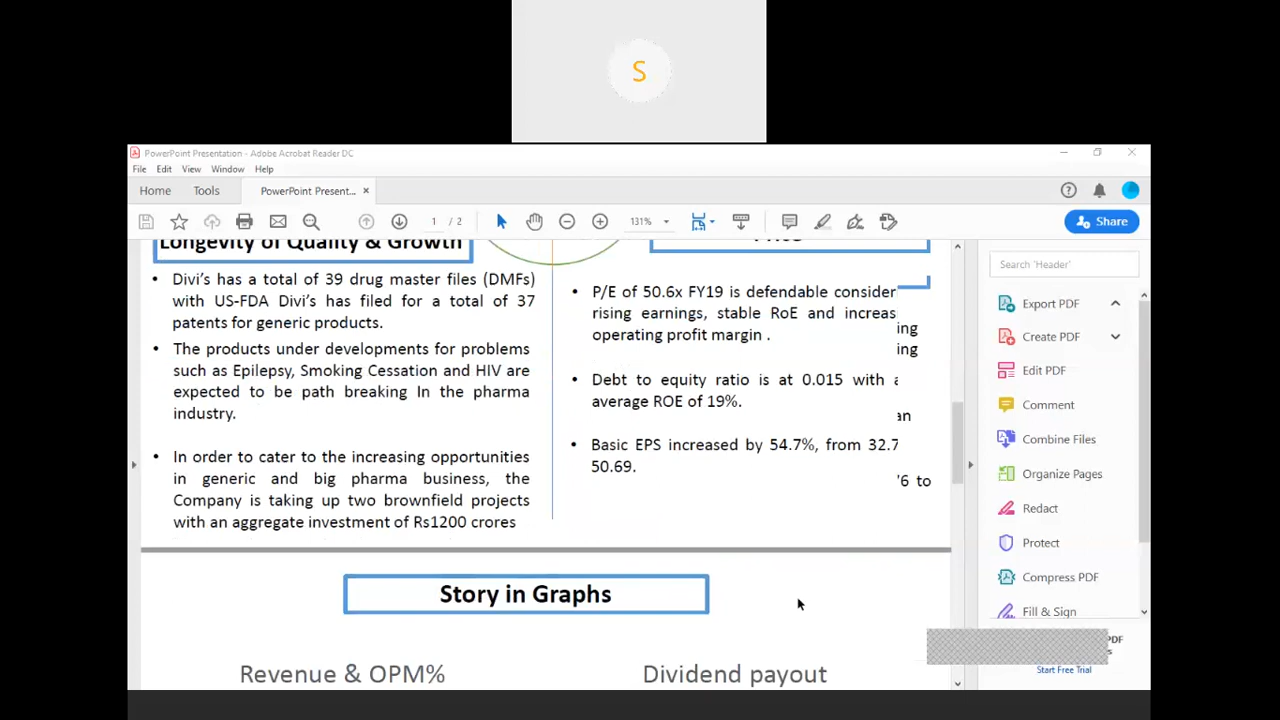 S
PowerPoint Presentation - Adobe Acrobat Reader DC
File Edit View Window Help
Home Tools PowerPoint Present... ×
1 / 2 131% Share
Longevity of Quality & Growth
• Divi's has a total of 39 drug master files (DMFs)
with US-FDA Divi's has filed for a total of 37
patents for generic products.
• The products under developments for problems
such as Epilepsy, Smoking Cessation and HIV are
expected to be path breaking In the pharma
industry.
• In order to cater to the increasing opportunities
in generic and big pharma business, the
Company is taking up two brownfield projects
with an aggregate investment of Rs1200 crores
• P/E of 50.6x FY19 is defendable consider
rising earnings, stable RoE and increas
ing
operating profit margin .
ing
• Debt to equity ratio is at 0.015 with a
average ROE of 19%.
an
• Basic EPS increased by 54.7%, from 32.7
50.69.
'6 to
Story in Graphs
Revenue & OPM%
Dividend payout
Search 'Header'
Export PDF
Create PDF
Edit PDF
Comment
Combine Files
Organize Pages
Redact
Protect
Compress PDF
Fill & Sign
PDF
Start Free Trial